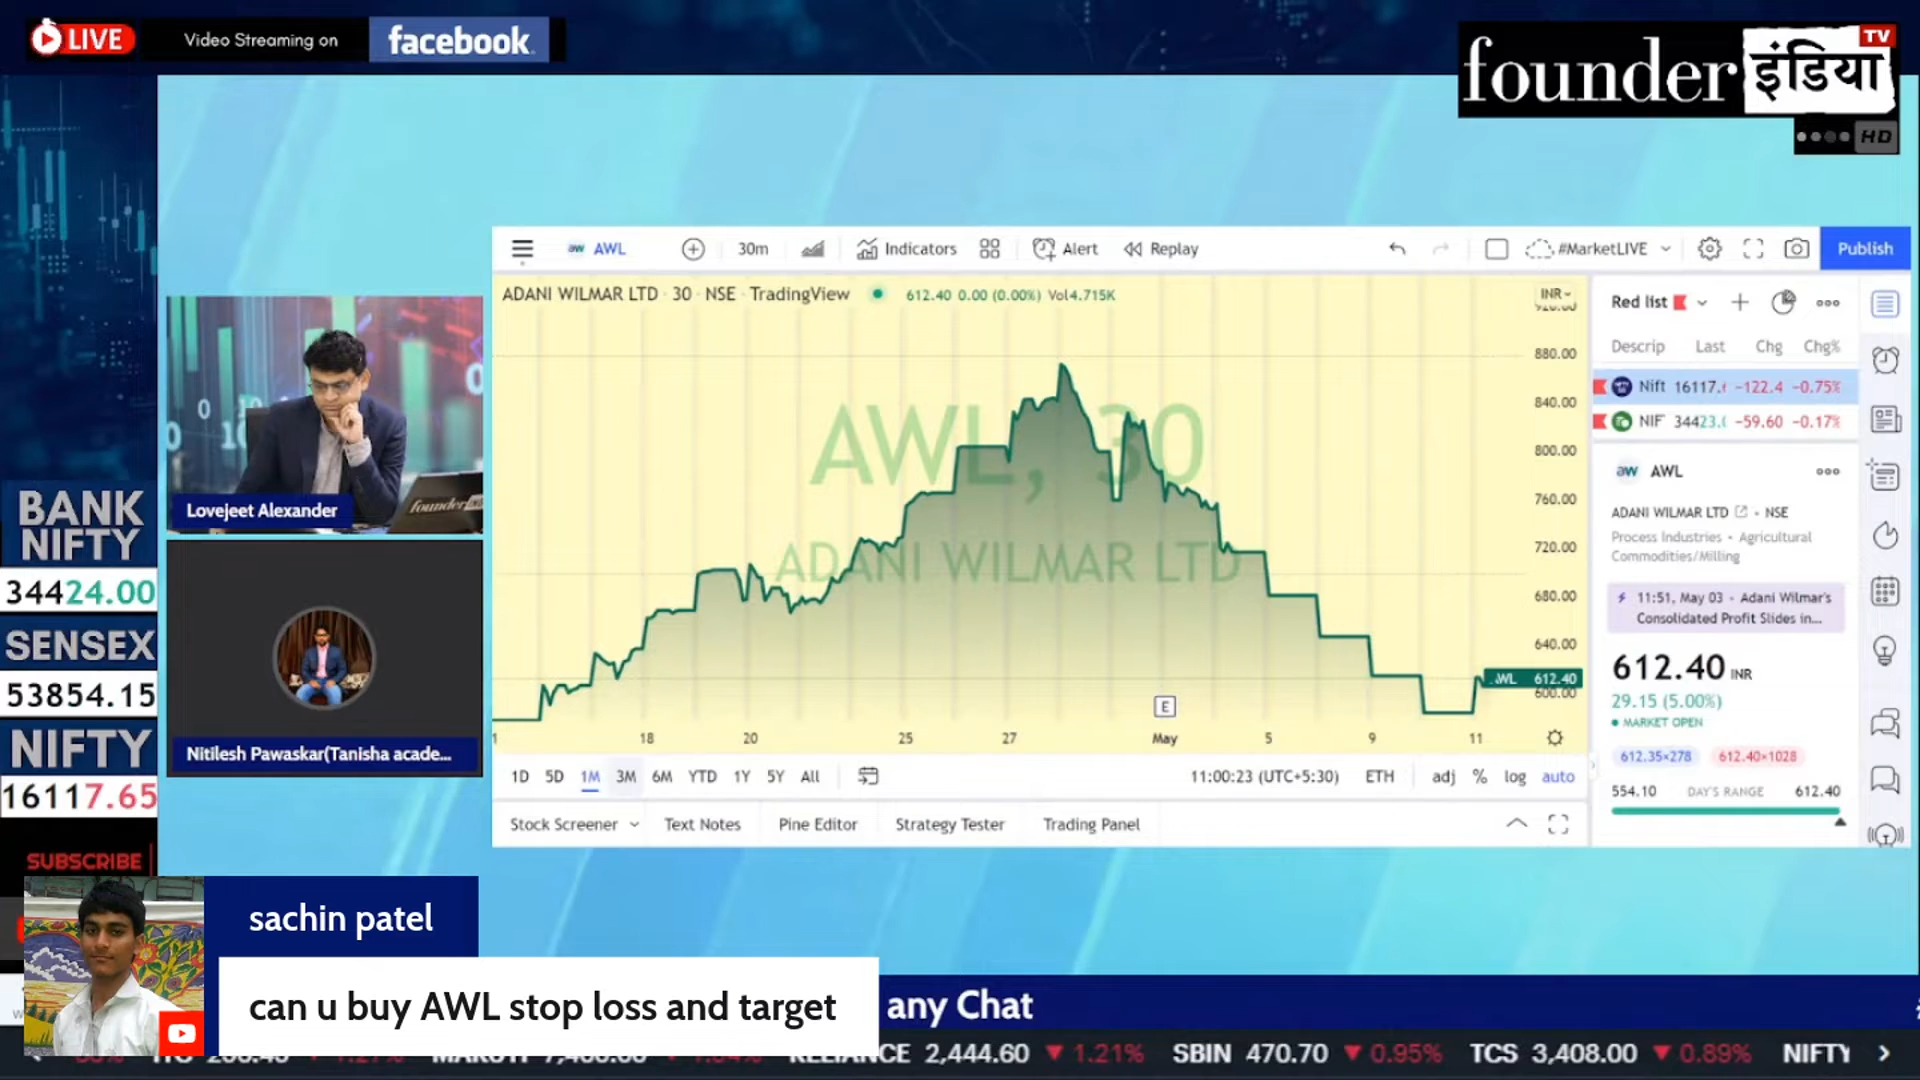 LIVE
Video Streaming on
facebook
founder इंडिया
TV
HD
AWL
30m
Indicators
Alert
Replay
#MarketLIVE
Publish
ADANI WILMAR LTD · 30 · NSE · TradingView
612.40 0.00 (0.00%) Vol4.715K
INR
AWL, 30
ADANI WILMAR LTD
880.00
840.00
800.00
760.00
720.00
680.00
640.00
612.40
600.00
18
20
25
27
E
May
5
9
11
1D 5D 1M 3M 6M YTD 1Y 5Y All
11:00:23 (UTC+5:30) ETH adj % log auto
Stock Screener
Text Notes
Pine Editor
Strategy Tester
Trading Panel
Red list
Descrip Last Chg Chg%
Nift 16117. −122.4 −0.75%
NIF 34423. −59.60 −0.17%
AWL
ADANI WILMAR LTD • NSE
Process Industries • Agricultural
Commodities/Milling
11:51, May 03 - Adani Wilmar's
Consolidated Profit Slides in...
612.40 INR
29.15 (5.00%)
MARKET OPEN
612.35×278 612.40×1028
554.10 DAY'S RANGE 612.40
Lovejeet Alexander
founder
Nitilesh Pawaskar(Tanisha acade...
BANK
NIFTY
34424.00
SENSEX
53854.15
NIFTY
16117.65
SUBSCRIBE
sachin patel
can u buy AWL stop loss and target
any Chat
2,444.60 1.21% SBIN 470.70 0.95% TCS 3,408.00 0.89% NIFTY